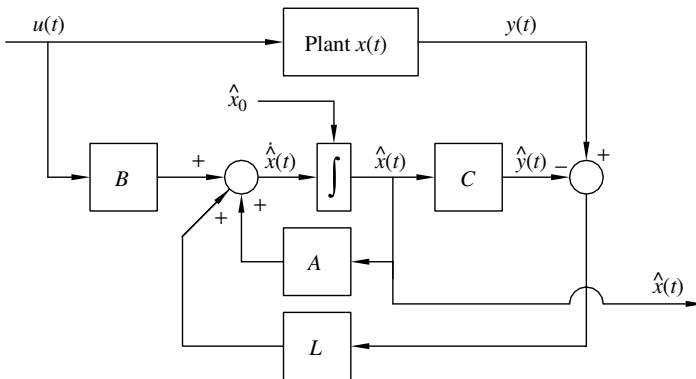 u(t)
Plant x(t)
y(t)
x̂₀
B
+
+
+
x̂̇(t)
∫
x̂(t)
C
ŷ(t)
−
+
A
x̂(t)
L